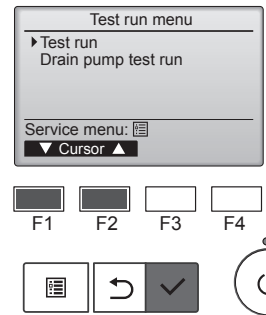 Test run menu
Test run
Drain pump test run
Service menu:
▼ Cursor ▲
F1 F2 F3 F4